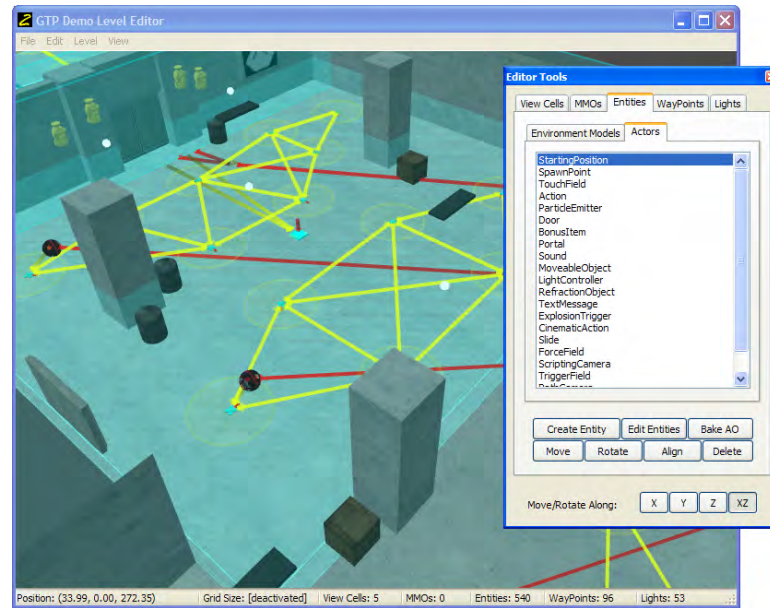 GTP Demo Level Editor
File Edit Level View
Editor Tools
View Cells MMOs Entities WayPoints Lights
Environment Models Actors
StartingPosition
SpawnPoint
TouchField
Action
ParticleEmitter
Door
BonusItem
Portal
Sound
MoveableObject
LightController
RefractionObject
TextMessage
ExplosionTrigger
CinematicAction
Slide
ForceField
ScriptingCamera
TriggerField
PathCamera
Create Entity Edit Entities Bake AO
Move Rotate Align Delete
Move/Rotate Along: X Y Z XZ
Position: (33.99, 0.00, 272.35) Grid Size: [deactivated] View Cells: 5 MMOs: 0 Entities: 540 WayPoints: 96 Lights: 53